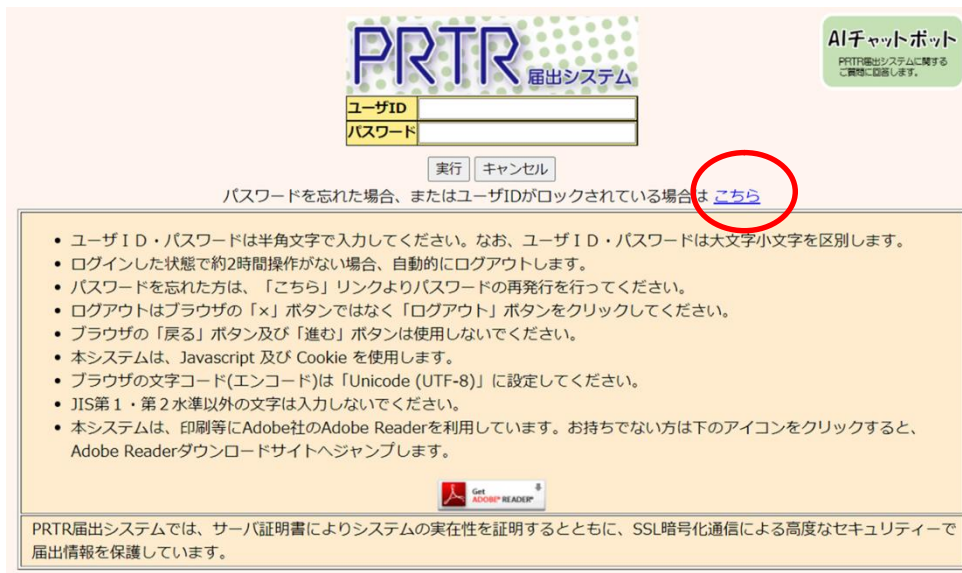 PRTR 届出システム
AIチャットボット
PRTR届出システムに関する
ご質問に回答します。
ユーザID
パスワード
実行 キャンセル
パスワードを忘れた場合、またはユーザIDがロックされている場合は こちら
• ユーザＩＤ・パスワードは半角文字で入力してください。なお、ユーザＩＤ・パスワードは大文字小文字を区別します。
• ログインした状態で約2時間操作がない場合、自動的にログアウトします。
• パスワードを忘れた方は、「こちら」リンクよりパスワードの再発行を行ってください。
• ログアウトはブラウザの「×」ボタンではなく「ログアウト」ボタンをクリックしてください。
• ブラウザの「戻る」ボタン及び「進む」ボタンは使用しないでください。
• 本システムは、Javascript 及び Cookie を使用します。
• ブラウザの文字コード(エンコード)は「Unicode (UTF-8)」に設定してください。
• JIS第１・第２水準以外の文字は入力しないでください。
• 本システムは、印刷等にAdobe社のAdobe Readerを利用しています。お持ちでない方は下のアイコンをクリックすると、
Adobe Readerダウンロードサイトへジャンプします。
Get
ADOBE® READER®
PRTR届出システムでは、サーバ証明書によりシステムの実在性を証明するとともに、SSL暗号化通信による高度なセキュリティーで
届出情報を保護しています。